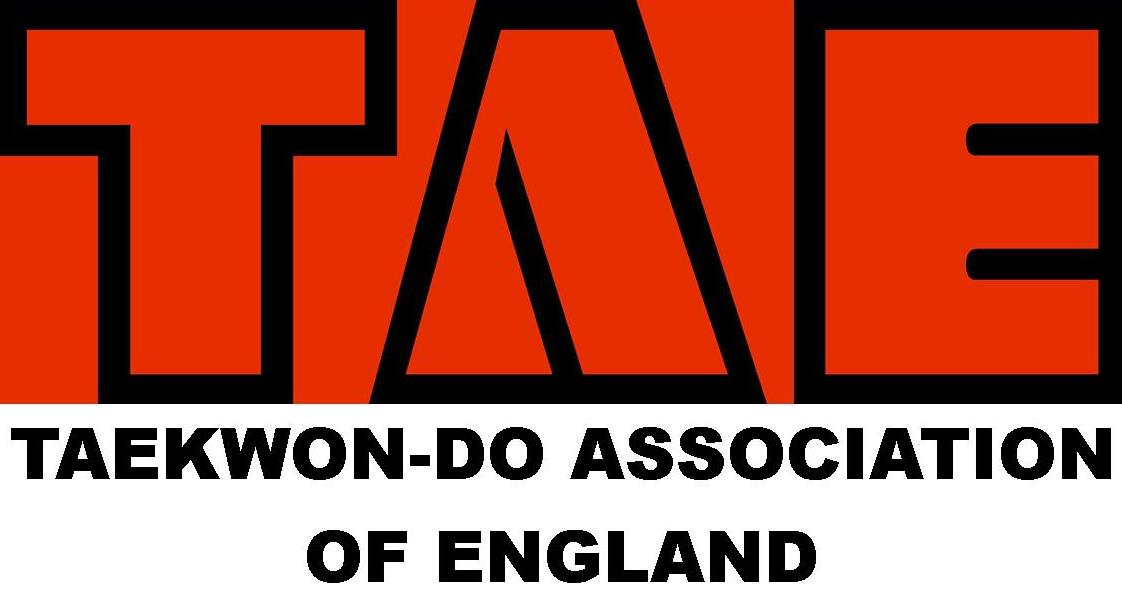 TAE
TAEKWON-DO ASSOCIATION
OF ENGLAND